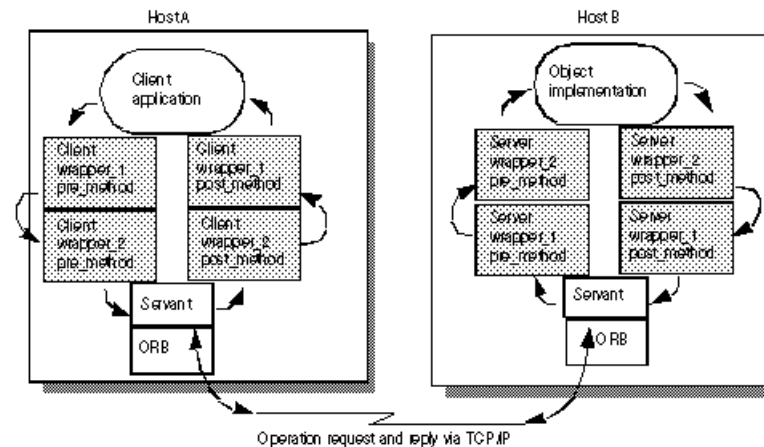 Host A
Client
application
Client
wrapper_1
pre_method
Client
wrapper_1
post_method
Client
wrapper_2
pre_method
Client
wrapper_2
post_method
Servant
ORB
Host B
Object
implementation
Server
wrapper_2
pre_method
Server
wrapper_2
post_method
Server
wrapper_1
pre_method
Server
wrapper_1
post_method
Servant
ORB
Operation request and reply via TCP/IP